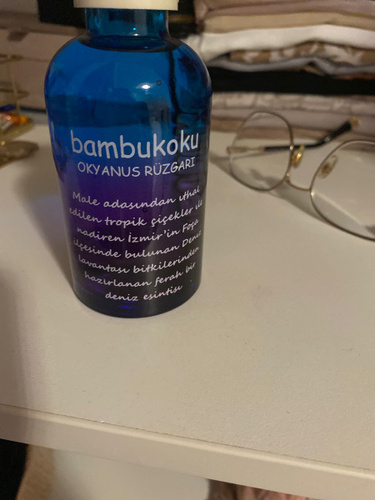 bambukoku
OKYANUS RÜZGARI
Male adasından ithal
edilen tropik çiçekler ile
nadiren İzmir'in Foça
ilçesinde bulunan Deniz
lavantası bitkilerinden
hazırlanan ferah bir
deniz esintisi